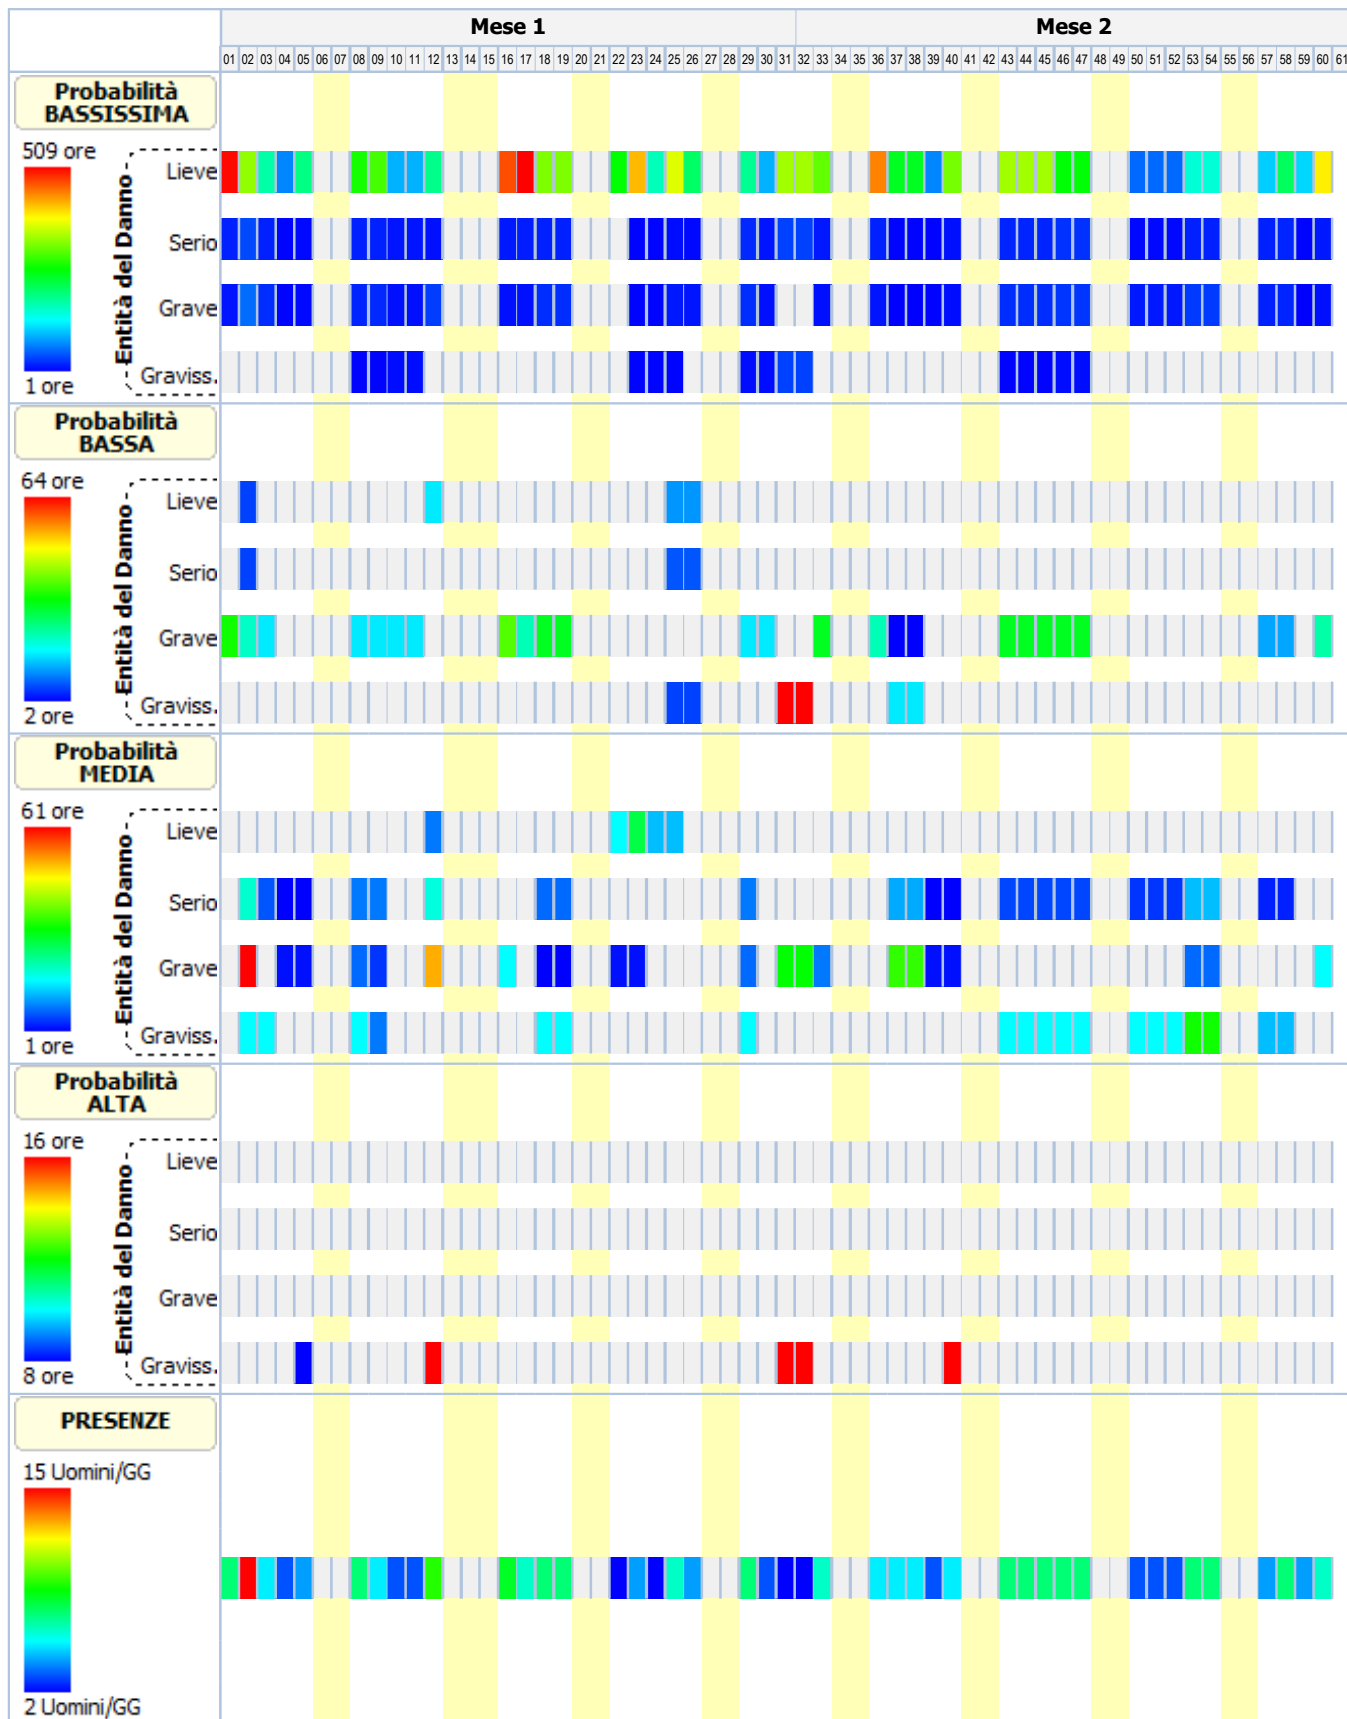 Mese 1 Mese 2
01 02 03 04 05 06 07 08 09 10 11 12 13 14 15 16 17 18 19 20 21 22 23 24 25 26 27 28 29 30 31 32 33 34 35 36 37 38 39 40 41 42 43 44 45 46 47 48 49 50 51 52 53 54 55 56 57 58 59 60 61
Probabilità
BASSISSIMA
509 ore
Entità del Danno
Lieve
Serio
Grave
Graviss.
1 ore
Probabilità
BASSA
64 ore
Entità del Danno
Lieve
Serio
Grave
Graviss.
2 ore
Probabilità
MEDIA
61 ore
Entità del Danno
Lieve
Serio
Grave
Graviss.
1 ore
Probabilità
ALTA
16 ore
Entità del Danno
Lieve
Serio
Grave
Graviss.
8 ore
PRESENZE
15 Uomini/GG
2 Uomini/GG